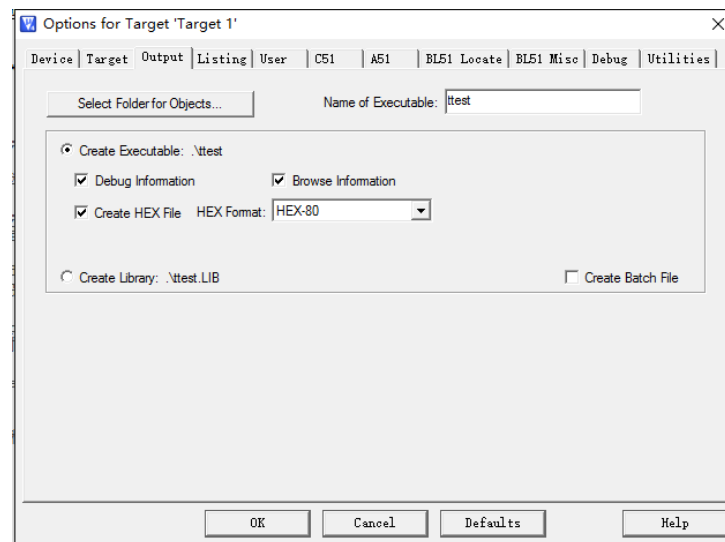 Options for Target 'Target 1'
Device Target Output Listing User C51 A51 BL51 Locate BL51 Misc Debug Utilities
Select Folder for Objects... Name of Executable: ttest
Create Executable: .\ttest
Debug Information Browse Information
Create HEX File HEX Format: HEX-80
Create Library: .\ttest.LIB Create Batch File
OK Cancel Defaults Help